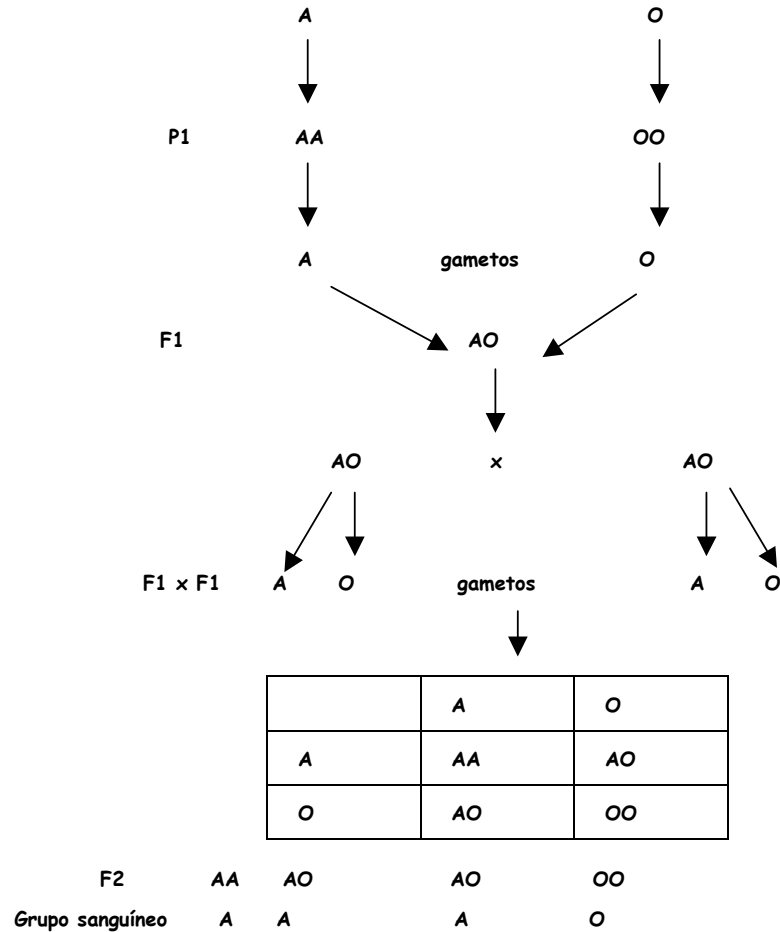 A O
P1 AA OO
A gametos O
F1 AO
AO x AO
F1 x F1 A O gametos A O
A O
A AA AO
O AO OO
F2 AA AO AO OO
Grupo sanguíneo A A A O